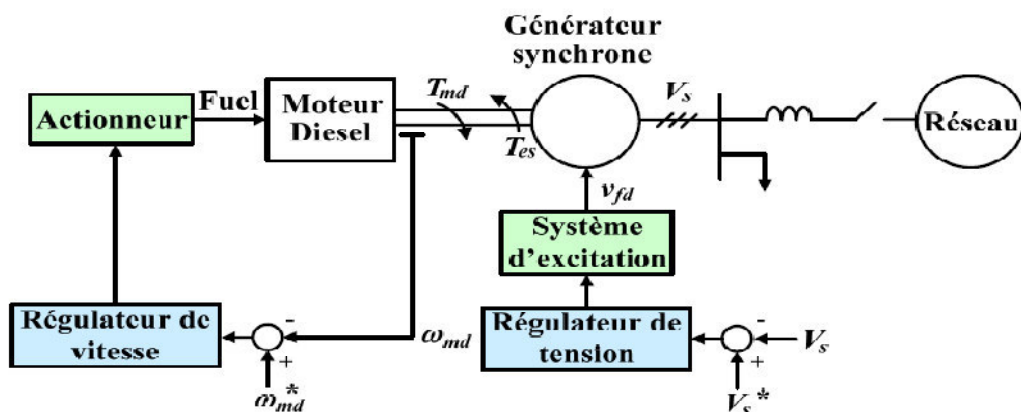 Générateur
synchrone
Actionneur
Fuel
Moteur
Diesel
T_md
T_es
V_s
Réseau
v_fd
Système
d'excitation
Régulateur de
vitesse
-
+
ω_md
ω_md*
Régulateur de
tension
-
+
V_s
V_s*